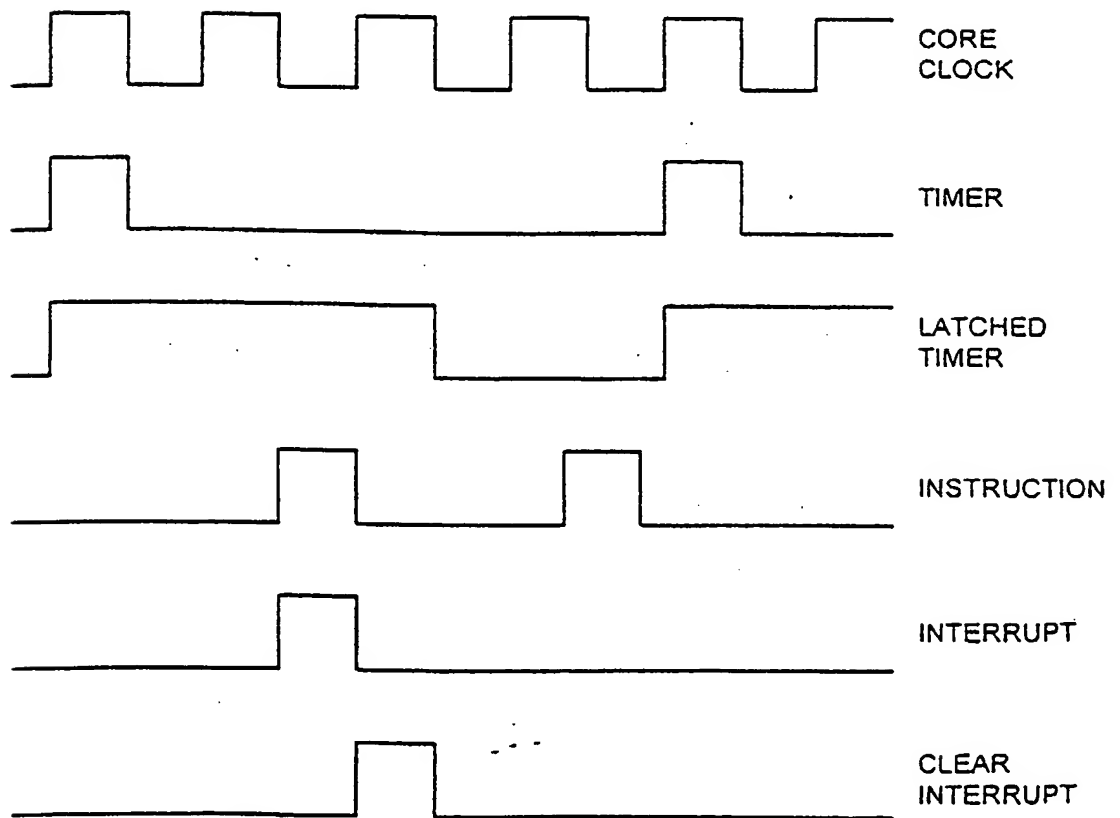 CORE
CLOCK
TIMER
LATCHED
TIMER
INSTRUCTION
INTERRUPT
CLEAR
INTERRUPT